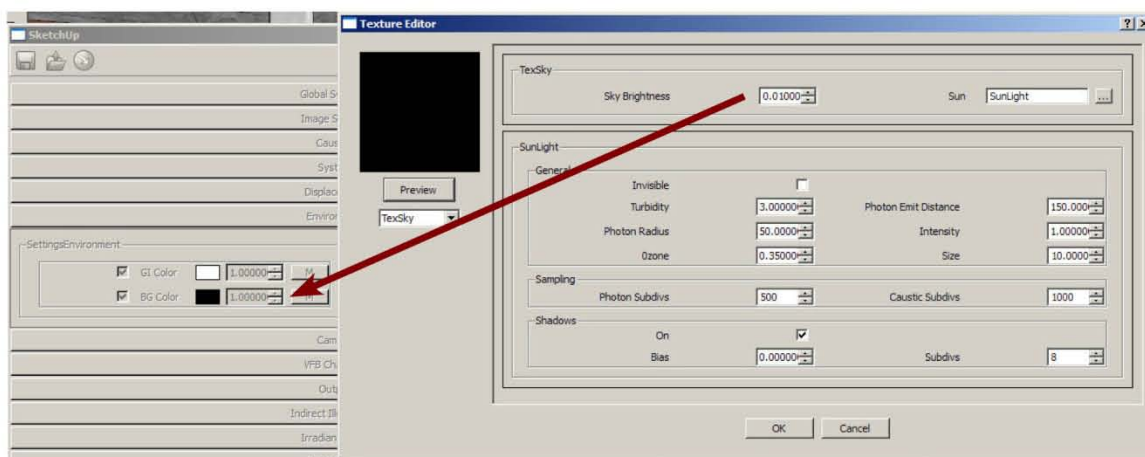 SketchUp
Global S
Image S
Caus
Syst
Displac
Environ
SettingsEnvironment
GI Color 1.00000 M
BG Color 1.00000 M
Cam
VFB Ch
Outp
Indirect Ill
Irradian
Texture Editor
Preview
TexSky
TexSky
Sky Brightness 0.01000 Sun SunLight ...
SunLight
General
Invisible
Turbidity 3.00000 Photon Emit Distance 150.000
Photon Radius 50.0000 Intensity 1.00000
Ozone 0.35000 Size 10.0000
Sampling
Photon Subdivs 500 Caustic Subdivs 1000
Shadows
On
Bias 0.00000 Subdivs 8
OK Cancel